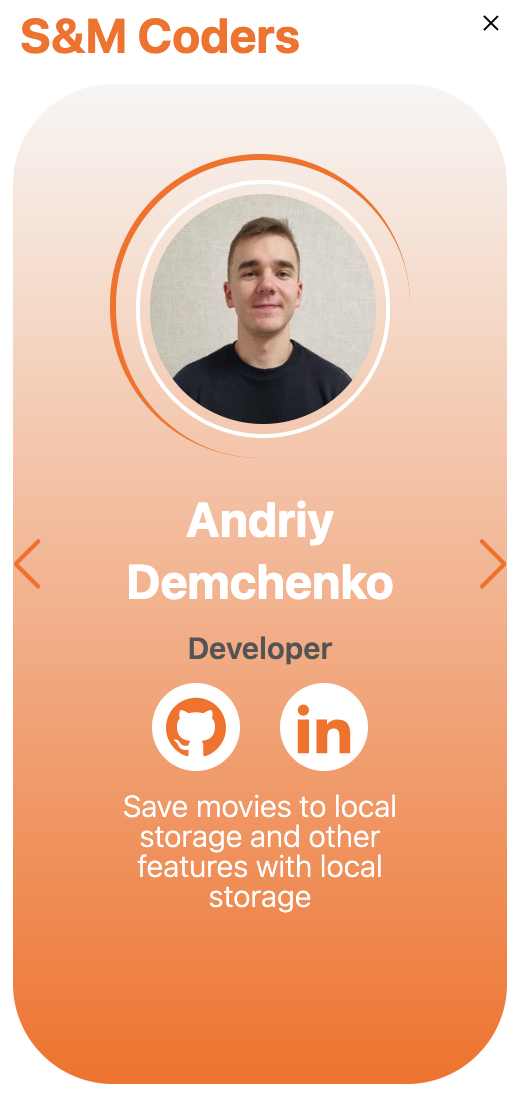 S&M Coders
Andriy
Demchenko
Developer
in
Save movies to local
storage and other
features with local
storage